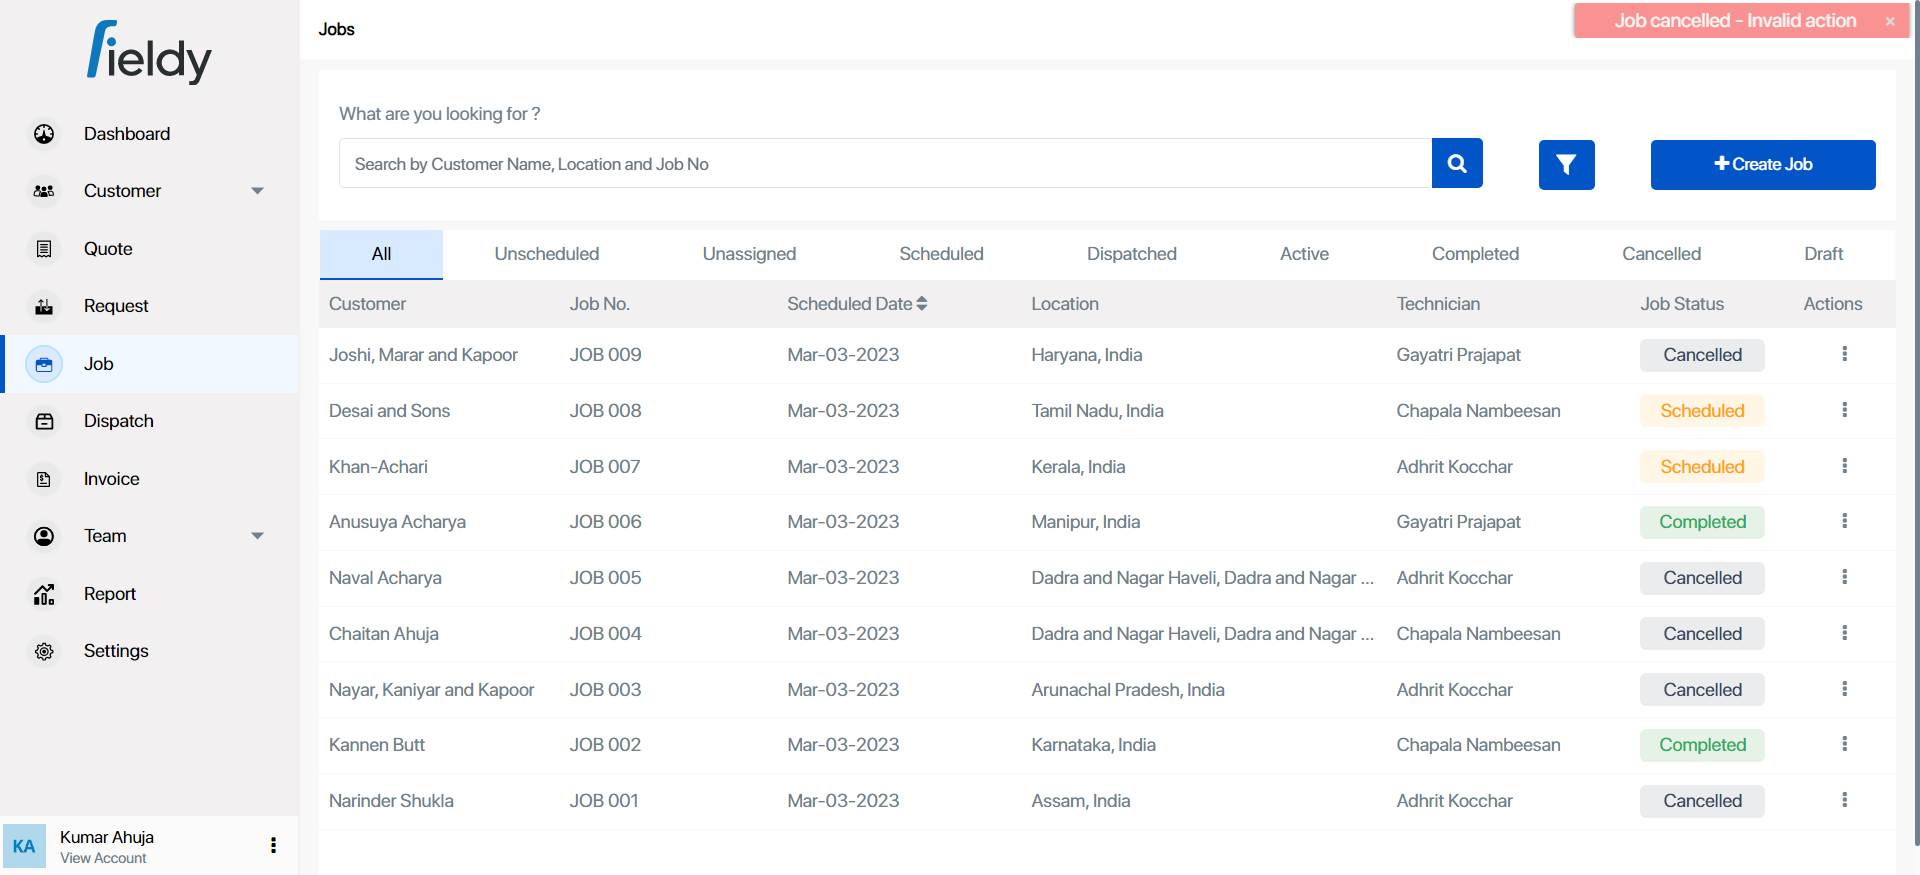 fieldy
Jobs
Job cancelled - Invalid action ×
Dashboard
Customer
Quote
Request
Job
Dispatch
Invoice
Team
Report
Settings
KA
Kumar Ahuja
View Account
What are you looking for ?
Search by Customer Name, Location and Job No
Create Job
All Unscheduled Unassigned Scheduled Dispatched Active Completed Cancelled Draft
Customer Job No. Scheduled Date Location Technician Job Status Actions
Joshi, Marar and Kapoor JOB 009 Mar-03-2023 Haryana, India Gayatri Prajapat Cancelled
Desai and Sons JOB 008 Mar-03-2023 Tamil Nadu, India Chapala Nambeesan Scheduled
Khan-Achari JOB 007 Mar-03-2023 Kerala, India Adhrit Kocchar Scheduled
Anusuya Acharya JOB 006 Mar-03-2023 Manipur, India Gayatri Prajapat Completed
Naval Acharya JOB 005 Mar-03-2023 Dadra and Nagar Haveli, Dadra and Nagar ... Adhrit Kocchar Cancelled
Chaitan Ahuja JOB 004 Mar-03-2023 Dadra and Nagar Haveli, Dadra and Nagar ... Chapala Nambeesan Cancelled
Nayar, Kaniyar and Kapoor JOB 003 Mar-03-2023 Arunachal Pradesh, India Adhrit Kocchar Cancelled
Kannen Butt JOB 002 Mar-03-2023 Karnataka, India Chapala Nambeesan Completed
Narinder Shukla JOB 001 Mar-03-2023 Assam, India Adhrit Kocchar Cancelled